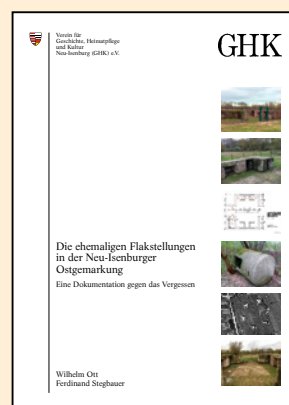 Verein für
Geschichte, Heimatpflege
und Kultur
Neu-Isenburg (GHK) e.V.
GHK
Die ehemaligen Flakstellungen
in der Neu-Isenburger
Ostgemarkung
Eine Dokumentation gegen das Vergessen
Wilhelm Ott
Ferdinand Stegbauer